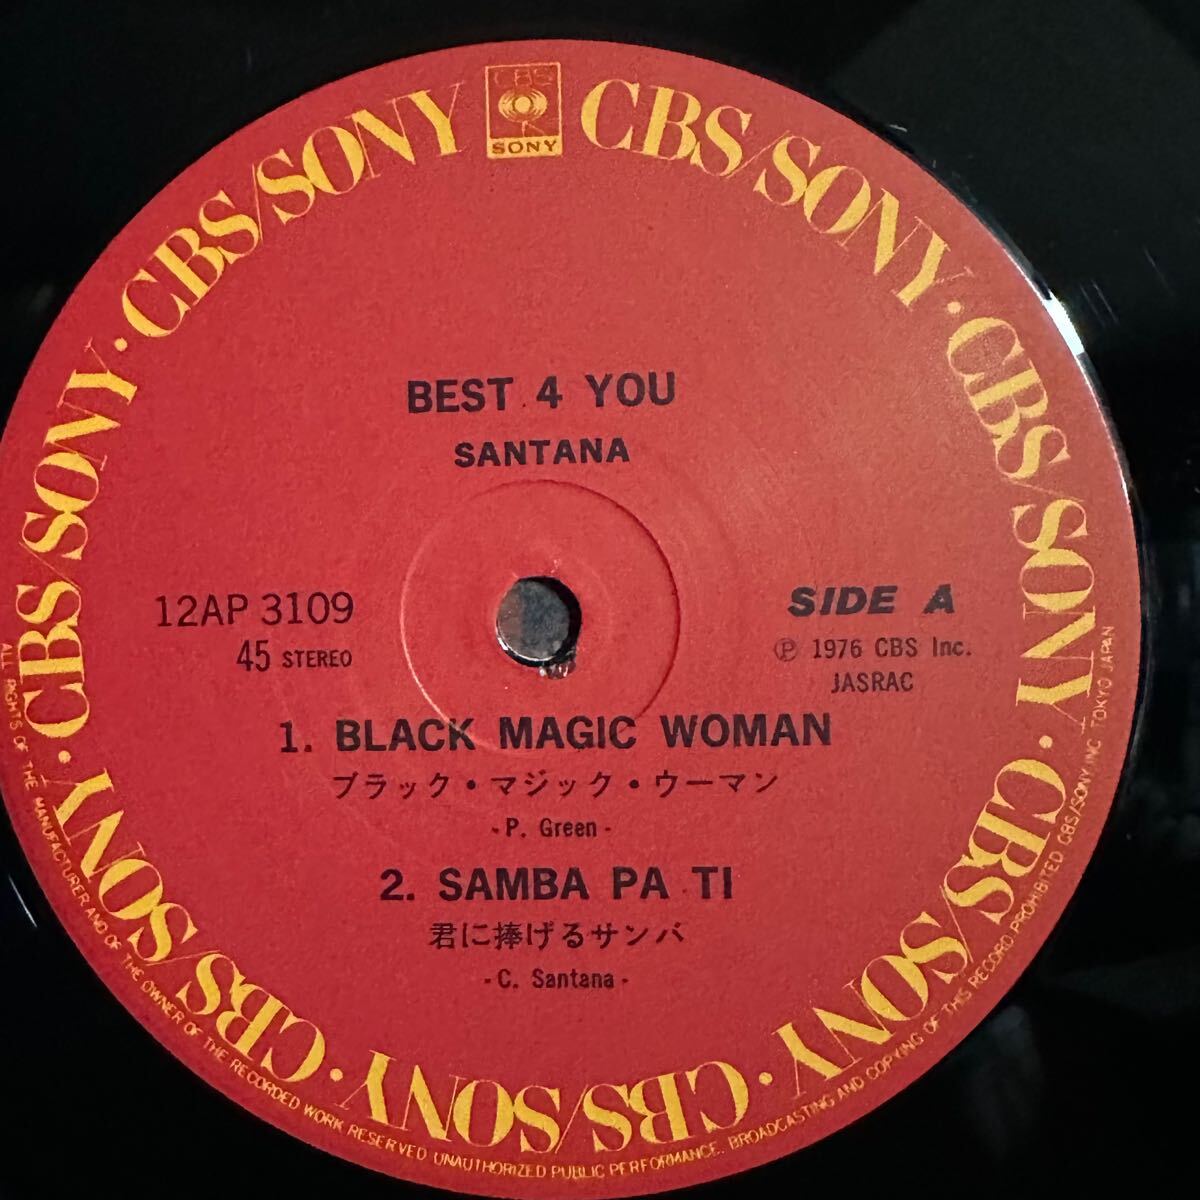 CBS
SONY
CBS/SONY · CBS/SONY · CBS/SONY · CBS/SONY · CBS/SONY · CBS/SONY · CBS/SONY · CBS/SONY ·
BEST 4 YOU
SANTANA
12AP 3109
45 STEREO
SIDE A
Ⓟ 1976 CBS Inc.
JASRAC
1. BLACK MAGIC WOMAN
ブラック・マジック・ウーマン
- P. Green -
2. SAMBA PA TI
君に捧げるサンバ
- C. Santana -
ALL RIGHTS OF THE MANUFACTURER AND OF THE OWNER OF THE RECORDED WORK RESERVED UNAUTHORIZED PUBLIC PERFORMANCE. BROADCASTING AND COPYING OF THIS RECORD PROHIBITED CBS/SONY INC. TOKYO JAPAN